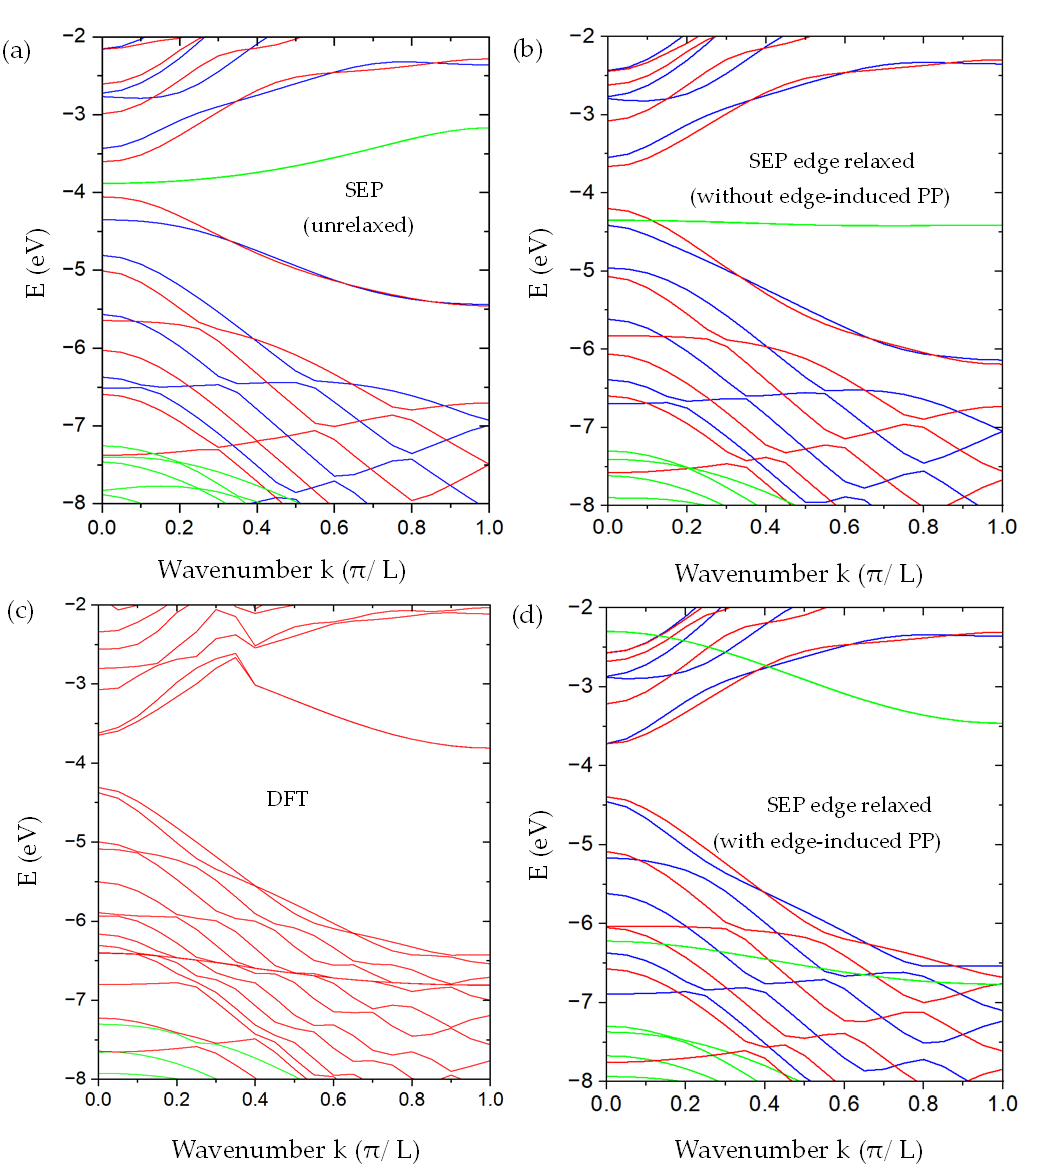 (a)
−2
−3
−4
−5
−6
−7
−8
E (eV)
SEP
(unrelaxed)
0.0 0.2 0.4 0.6 0.8 1.0
Wavenumber k (π/ L)
(b)
−2
−3
−4
−5
−6
−7
−8
E (eV)
SEP edge relaxed
(without edge-induced PP)
0.0 0.2 0.4 0.6 0.8 1.0
Wavenumber k (π/ L)
(c)
−2
−3
−4
−5
−6
−7
−8
E (eV)
DFT
0.0 0.2 0.4 0.6 0.8 1.0
Wavenumber k (π/ L)
(d)
−2
−3
−4
−5
−6
−7
−8
E (eV)
SEP edge relaxed
(with edge-induced PP)
0.0 0.2 0.4 0.6 0.8 1.0
Wavenumber k (π/ L)